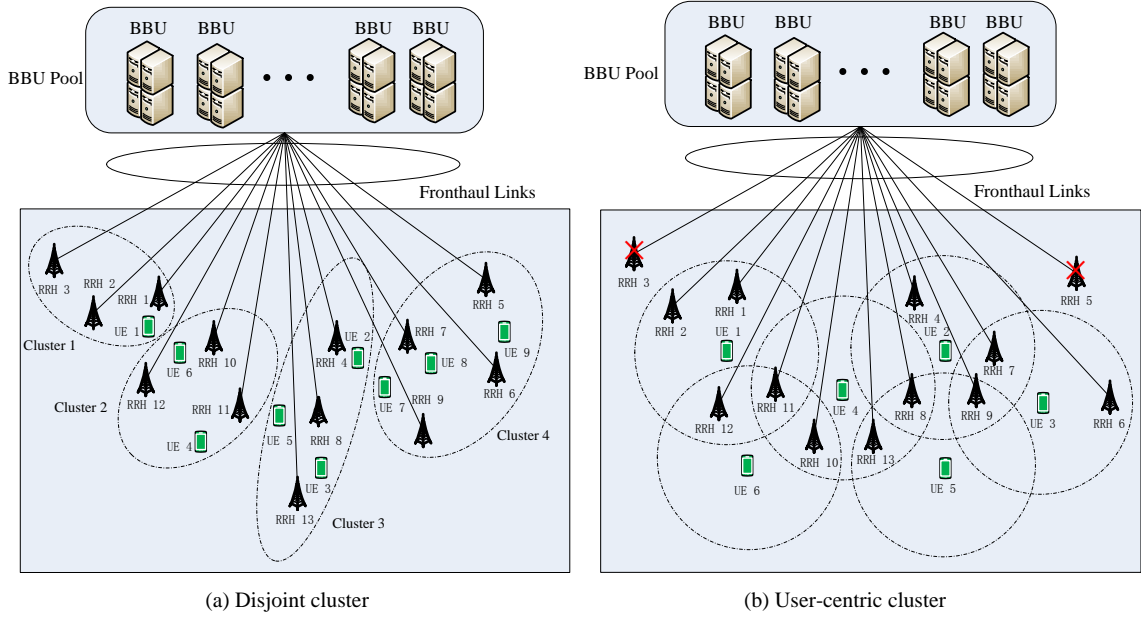 BBU
BBU
BBU
BBU
BBU Pool
Fronthaul Links
RRH 3
RRH 2
RRH 1
UE 1
Cluster 1
RRH 10
UE 6
RRH 12
Cluster 2
RRH 11
UE 4
UE 2
RRH 4
UE 5
RRH 8
UE 3
RRH 13
Cluster 3
RRH 5
RRH 7
UE 9
UE 8
RRH 6
UE 7
RRH 9
Cluster 4
(a) Disjoint cluster
BBU
BBU
BBU
BBU
BBU Pool
Fronthaul Links
RRH 3
RRH 5
RRH 1
RRH 2
UE 1
RRH 4
UE 2
RRH 7
RRH 11
UE 4
RRH 8
RRH 9
UE 3
RRH 6
RRH 12
RRH 10
RRH 13
UE 6
UE 5
(b) User-centric cluster